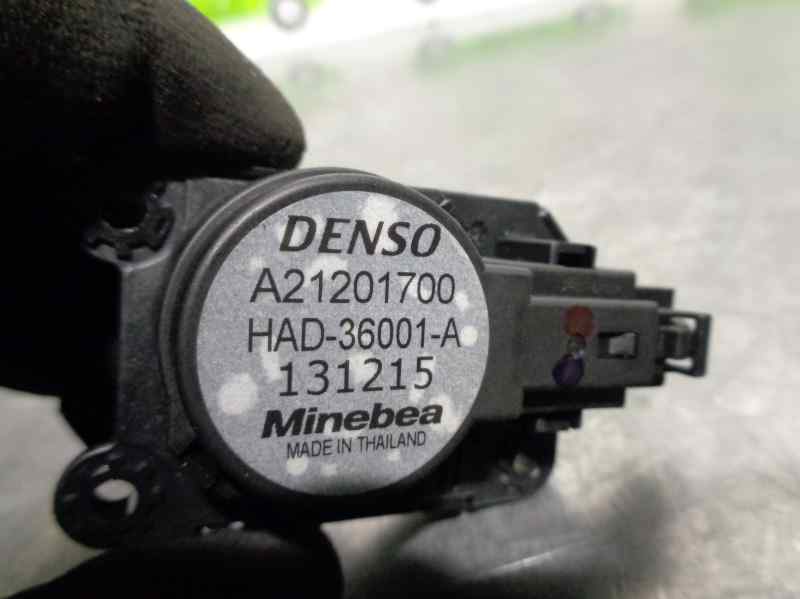 DENSO
A21201700
HAD-36001-A
131215
Minebea
MADE IN THAILAND